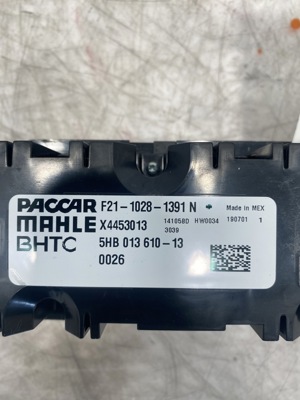 PACCAR F21-1028-1391 N Made in MEX
MAHLE X4453013 141058D HW0034 190701 1
3039
BHTC 5HB 013 610-13
0026